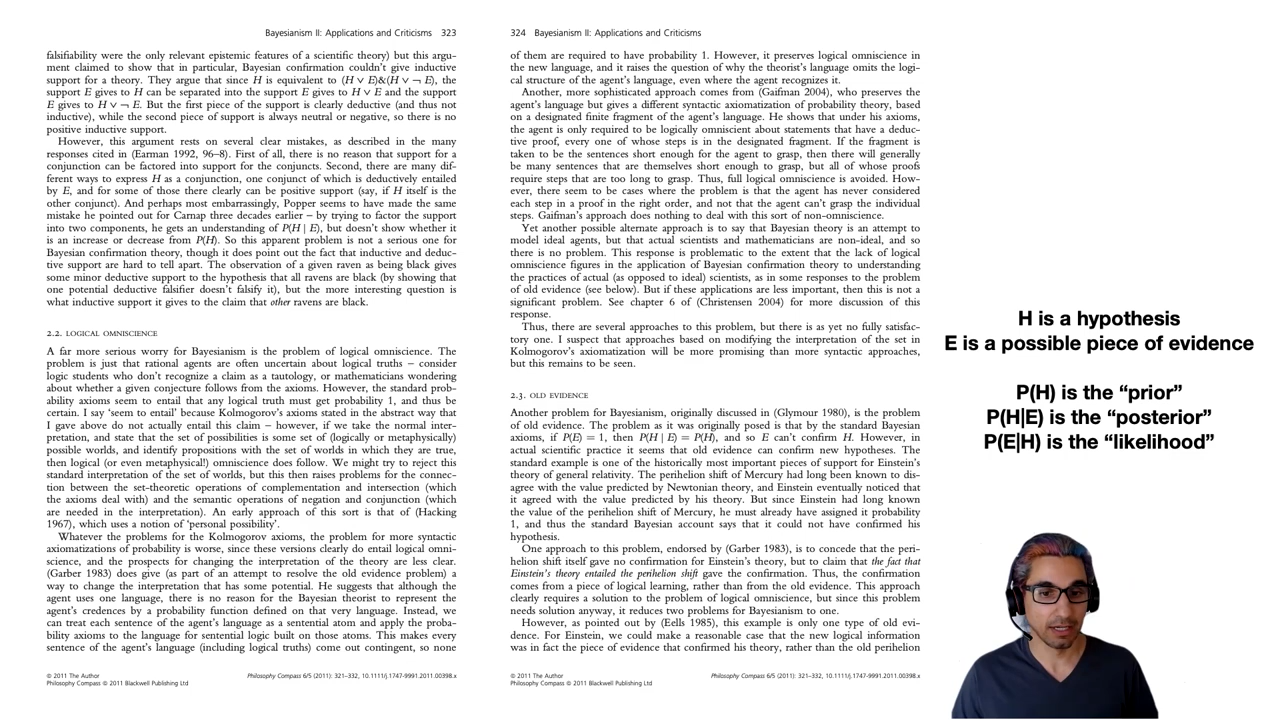 Bayesianism II: Applications and Criticisms 323
falsifiability were the only relevant epistemic features of a scientific theory) but this argu-
ment claimed to show that in particular, Bayesian confirmation couldn't give inductive
support for a theory. They argue that since H is equivalent to (H ∨ E)&(H ∨ ¬ E), the
support E gives to H can be separated into the support E gives to H ∨ E and the support
E gives to H ∨ ¬ E. But the first piece of the support is clearly deductive (and thus not
inductive), while the second piece of support is always neutral or negative, so there is no
positive inductive support.
However, this argument rests on several clear mistakes, as described in the many
responses cited in (Earman 1992, 96–8). First of all, there is no reason that support for a
conjunction can be factored into support for the conjuncts. Second, there are many dif-
ferent ways to express H as a conjunction, one conjunct of which is deductively entailed
by E, and for some of those there clearly can be positive support (say, if H itself is the
other conjunct). And perhaps most embarrassingly, Popper seems to have made the same
mistake he pointed out for Carnap three decades earlier – by trying to factor the support
into two components, he gets an understanding of P(H | E), but doesn't show whether it
is an increase or decrease from P(H). So this apparent problem is not a serious one for
Bayesian confirmation theory, though it does point out the fact that inductive and deduc-
tive support are hard to tell apart. The observation of a given raven as being black gives
some minor deductive support to the hypothesis that all ravens are black (by showing that
one potential deductive falsifier doesn't falsify it), but the more interesting question is
what inductive support it gives to the claim that other ravens are black.
2.2. LOGICAL OMNISCIENCE
A far more serious worry for Bayesianism is the problem of logical omniscience. The
problem is just that rational agents are often uncertain about logical truths – consider
logic students who don't recognize a claim as a tautology, or mathematicians wondering
about whether a given conjecture follows from the axioms. However, the standard prob-
ability axioms seem to entail that any logical truth must get probability 1, and thus be
certain. I say 'seem to entail' because Kolmogorov's axioms stated in the abstract way that
I gave above do not actually entail this claim – however, if we take the normal inter-
pretation, and state that the set of possibilities is some set of (logically or metaphysically)
possible worlds, and identify propositions with the set of worlds in which they are true,
then logical (or even metaphysical!) omniscience does follow. We might try to reject this
standard interpretation of the set of worlds, but this then raises problems for the connec-
tion between the set-theoretic operations of complementation and intersection (which
the axioms deal with) and the semantic operations of negation and conjunction (which
are needed in the interpretation). An early approach of this sort is that of (Hacking
1967), which uses a notion of 'personal possibility'.
Whatever the problems for the Kolmogorov axioms, the problem for more syntactic
axiomatizations of probability is worse, since these versions clearly do entail logical omni-
science, and the prospects for changing the interpretation of the theory are less clear.
(Garber 1983) does give (as part of an attempt to resolve the old evidence problem) a
way to change the interpretation that has some potential. He suggests that although the
agent uses one language, there is no reason for the Bayesian theorist to represent the
agent's credences by a probability function defined on that very language. Instead, we
can treat each sentence of the agent's language as a sentential atom and apply the proba-
bility axioms to the language for sentential logic built on those atoms. This makes every
sentence of the agent's language (including logical truths) come out contingent, so none
© 2011 The Author
Philosophy Compass 6/5 (2011): 321–332, 10.1111/j.1747-9991.2011.00398.x
Philosophy Compass © 2011 Blackwell Publishing Ltd
324 Bayesianism II: Applications and Criticisms
of them are required to have probability 1. However, it preserves logical omniscience in
the new language, and it raises the question of why the theorist's language omits the logi-
cal structure of the agent's language, even where the agent recognizes it.
Another, more sophisticated approach comes from (Gaifman 2004), who preserves the
agent's language but gives a different syntactic axiomatization of probability theory, based
on a designated finite fragment of the agent's language. He shows that under his axioms,
the agent is only required to be logically omniscient about statements that have a deduc-
tive proof, every one of whose steps is in the designated fragment. If the fragment is
taken to be the sentences short enough for the agent to grasp, then there will generally
be many sentences that are themselves short enough to grasp, but all of whose proofs
require steps that are too long to grasp. Thus, full logical omniscience is avoided. How-
ever, there seem to be cases where the problem is that the agent has never considered
each step in a proof in the right order, and not that the agent can't grasp the individual
steps. Gaifman's approach does nothing to deal with this sort of non-omniscience.
Yet another possible alternate approach is to say that Bayesian theory is an attempt to
model ideal agents, but that actual scientists and mathematicians are non-ideal, and so
there is no problem. This response is problematic to the extent that the lack of logical
omniscience figures in the application of Bayesian confirmation theory to understanding
the practices of actual (as opposed to ideal) scientists, as in some responses to the problem
of old evidence (see below). But if these applications are less important, then this is not a
significant problem. See chapter 6 of (Christensen 2004) for more discussion of this
response.
Thus, there are several approaches to this problem, but there is as yet no fully satisfac-
tory one. I suspect that approaches based on modifying the interpretation of the set in
Kolmogorov's axiomatization will be more promising than more syntactic approaches,
but this remains to be seen.
2.3. OLD EVIDENCE
Another problem for Bayesianism, originally discussed in (Glymour 1980), is the problem
of old evidence. The problem as it was originally posed is that by the standard Bayesian
axioms, if P(E) = 1, then P(H | E) = P(H), and so E can't confirm H. However, in
actual scientific practice it seems that old evidence can confirm new hypotheses. The
standard example is one of the historically most important pieces of support for Einstein's
theory of general relativity. The perihelion shift of Mercury had long been known to dis-
agree with the value predicted by Newtonian theory, and Einstein eventually noticed that
it agreed with the value predicted by his theory. But since Einstein had long known
the value of the perihelion shift of Mercury, he must already have assigned it probability
1, and thus the standard Bayesian account says that it could not have confirmed his
hypothesis.
One approach to this problem, endorsed by (Garber 1983), is to concede that the peri-
helion shift itself gave no confirmation for Einstein's theory, but to claim that the fact that
Einstein's theory entailed the perihelion shift gave the confirmation. Thus, the confirmation
comes from a piece of logical learning, rather than from the old evidence. This approach
clearly requires a solution to the problem of logical omniscience, but since this problem
needs solution anyway, it reduces two problems for Bayesianism to one.
However, as pointed out by (Eells 1985), this example is only one type of old evi-
dence. For Einstein, we could make a reasonable case that the new logical information
was in fact the piece of evidence that confirmed his theory, rather than the old perihelion
© 2011 The Author
Philosophy Compass 6/5 (2011): 321–332, 10.1111/j.1747-9991.2011.00398.x
Philosophy Compass © 2011 Blackwell Publishing Ltd
H is a hypothesis
E is a possible piece of evidence
P(H) is the “prior”
P(H|E) is the “posterior”
P(E|H) is the “likelihood”